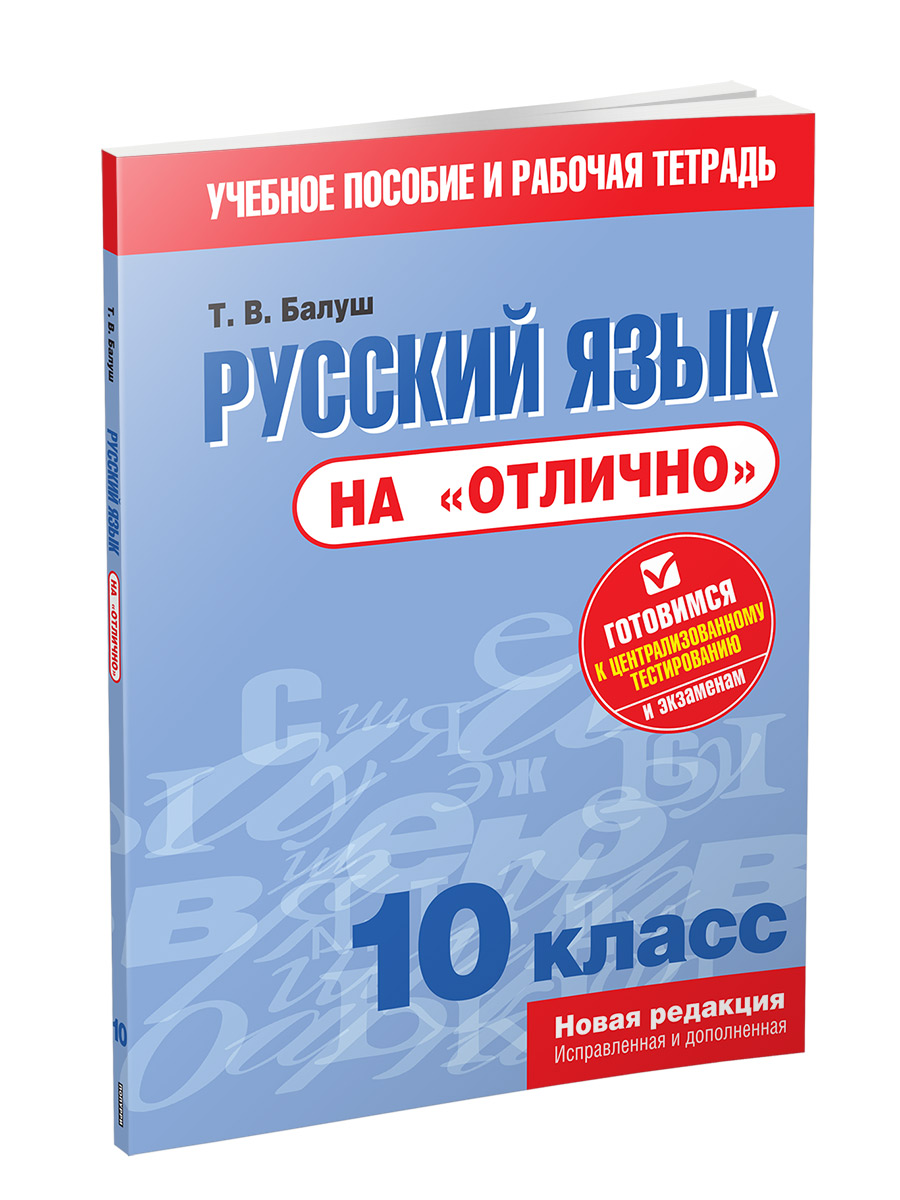 УЧЕБНОЕ ПОСОБИЕ И РАБОЧАЯ ТЕТРАДЬ
Т. В. Балуш
РУССКИЙ ЯЗЫК
НА «ОТЛИЧНО»
ГОТОВИМСЯ
К ЦЕНТРАЛИЗОВАННОМУ
ТЕСТИРОВАНИЮ
И ЭКЗАМЕНАМ
10 класс
Новая редакция
Исправленная и дополненная
Т. В. Балуш
РУССКИЙ ЯЗЫК
НА «ОТЛИЧНО»
10
ПОПУРРИ